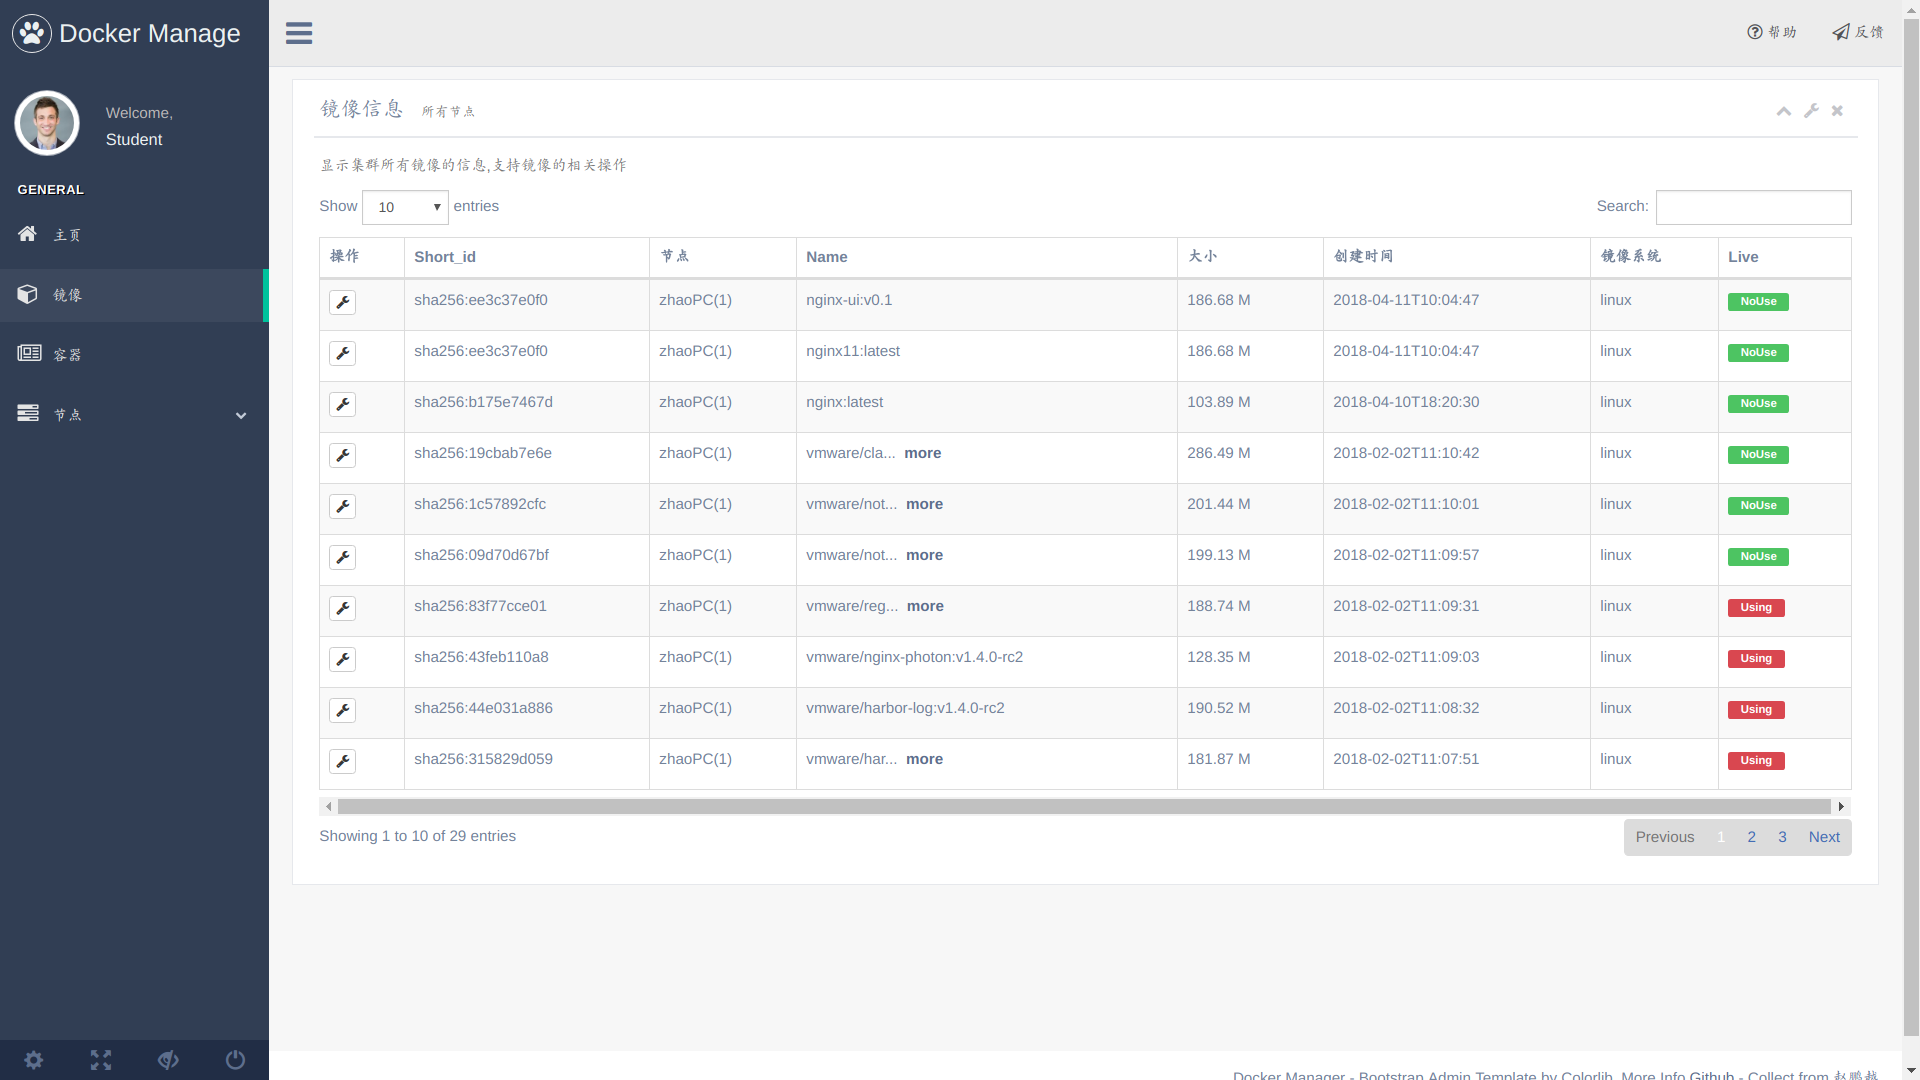 Docker Manage
帮助 反馈
Welcome,
Student
GENERAL
主页
镜像
容器
节点
镜像信息 所有节点
显示集群所有镜像的信息,支持镜像的相关操作
Show 10 entries Search:
操作 Short_id 节点 Name 大小 创建时间 镜像系统 Live
sha256:ee3c37e0f0 zhaoPC(1) nginx-ui:v0.1 186.68 M 2018-04-11T10:04:47 linux NoUse
sha256:ee3c37e0f0 zhaoPC(1) nginx11:latest 186.68 M 2018-04-11T10:04:47 linux NoUse
sha256:b175e7467d zhaoPC(1) nginx:latest 103.89 M 2018-04-10T18:20:30 linux NoUse
sha256:19cbab7e6e zhaoPC(1) vmware/cla... more 286.49 M 2018-02-02T11:10:42 linux NoUse
sha256:1c57892cfc zhaoPC(1) vmware/not... more 201.44 M 2018-02-02T11:10:01 linux NoUse
sha256:09d70d67bf zhaoPC(1) vmware/not... more 199.13 M 2018-02-02T11:09:57 linux NoUse
sha256:83f77cce01 zhaoPC(1) vmware/reg... more 188.74 M 2018-02-02T11:09:31 linux Using
sha256:43feb110a8 zhaoPC(1) vmware/nginx-photon:v1.4.0-rc2 128.35 M 2018-02-02T11:09:03 linux Using
sha256:44e031a886 zhaoPC(1) vmware/harbor-log:v1.4.0-rc2 190.52 M 2018-02-02T11:08:32 linux Using
sha256:315829d059 zhaoPC(1) vmware/har... more 181.87 M 2018-02-02T11:07:51 linux Using
Showing 1 to 10 of 29 entries Previous 1 2 3 Next
Docker Manager - Bootstrap Admin Template by Colorlib. More Info Github - Collect from 赵鹏越